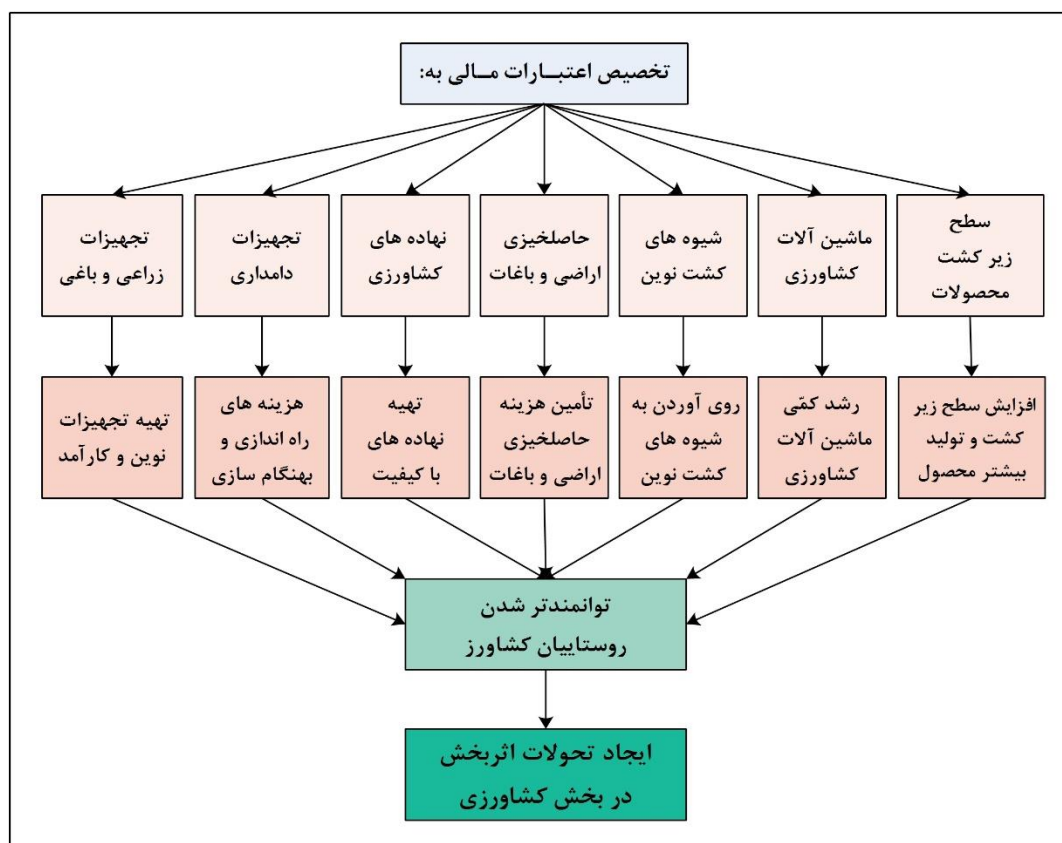 تخصیص اعتبــارات مــالی به:
سطح
زیر کشت
محصولات
ماشین آلات
کشاورزی
شیوه های
کشت نوین
حاصلخیزی
اراضی و باغات
نهاده های
کشاورزی
تجهیزات
دامداری
تجهیزات
زراعی و باغی
افزایش سطح زیر
کشت و تولید
بیشتر محصول
رشد کمّی
ماشین آلات
کشاورزی
روی آوردن به
شیوه های
کشت نوین
تأمین هزینه
حاصلخیزی
اراضی و باغات
تهیه
نهاده های
با کیفیت
هزینه های
راه اندازی و
بهنگام سازی
تهیه تجهیزات
نوین و کارآمد
توانمندتر شدن
روستاییان کشاورز
ایجاد تحولات اثربخش
در بخش کشاورزی